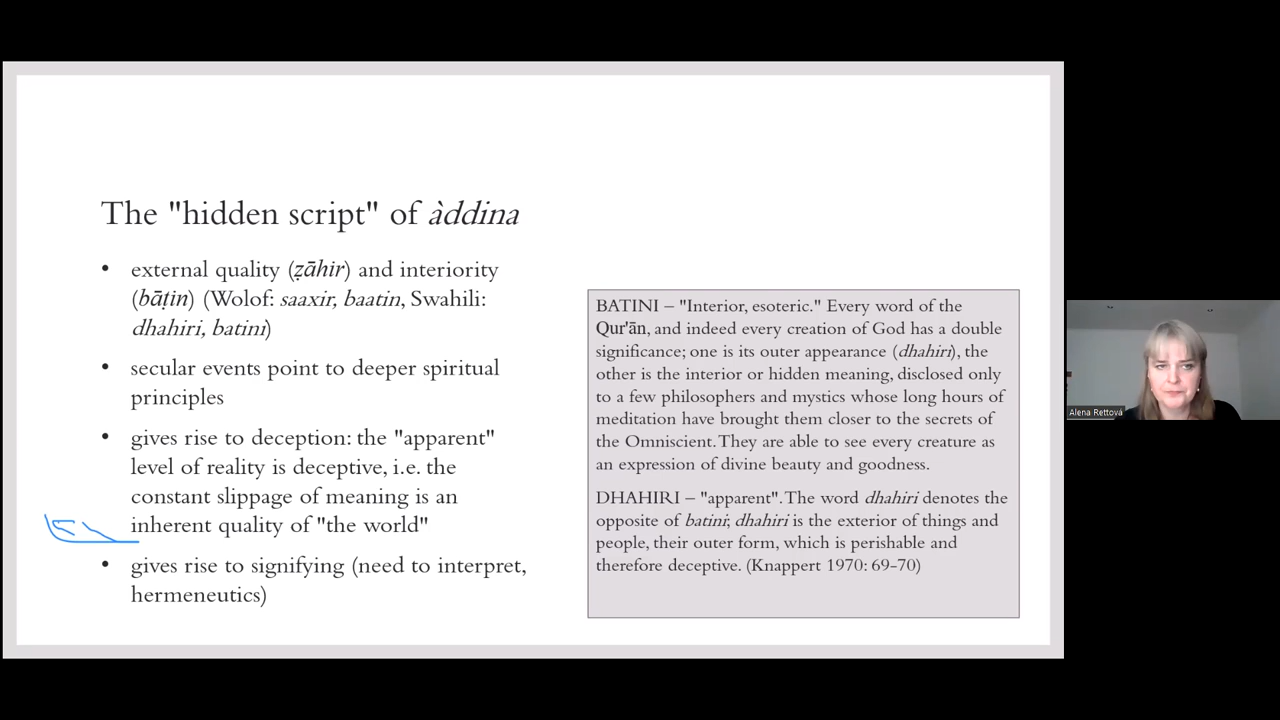 The "hidden script" of àddina
• external quality (ẓāhir) and interiority
(bāṭin) (Wolof: saaxir, baatin, Swahili:
dhahiri, batini)
• secular events point to deeper spiritual
principles
• gives rise to deception: the "apparent"
level of reality is deceptive, i.e. the
constant slippage of meaning is an
inherent quality of "the world"
• gives rise to signifying (need to interpret,
hermeneutics)
BATINI – "Interior, esoteric." Every word of the
Qur'ān, and indeed every creation of God has a double
significance; one is its outer appearance (dhahiri), the
other is the interior or hidden meaning, disclosed only
to a few philosophers and mystics whose long hours of
meditation have brought them closer to the secrets of
the Omniscient. They are able to see every creature as
an expression of divine beauty and goodness.
DHAHIRI – "apparent". The word dhahiri denotes the
opposite of batini; dhahiri is the exterior of things and
people, their outer form, which is perishable and
therefore deceptive. (Knappert 1970: 69-70)
Alena Rettová